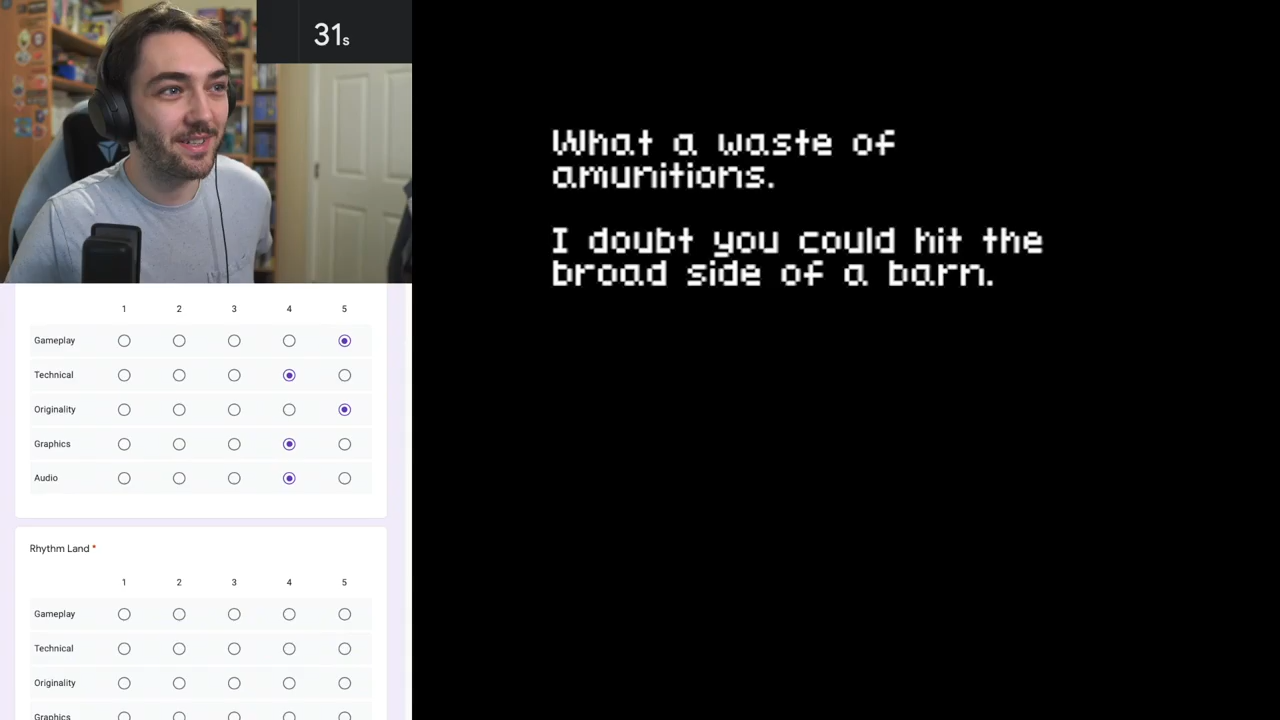 31s
What a waste of
amunitions.
I doubt you could hit the
broad side of a barn.
1 2 3 4 5
Gameplay
Technical
Originality
Graphics
Audio
Rhythm Land *
1 2 3 4 5
Gameplay
Technical
Originality
Graphics